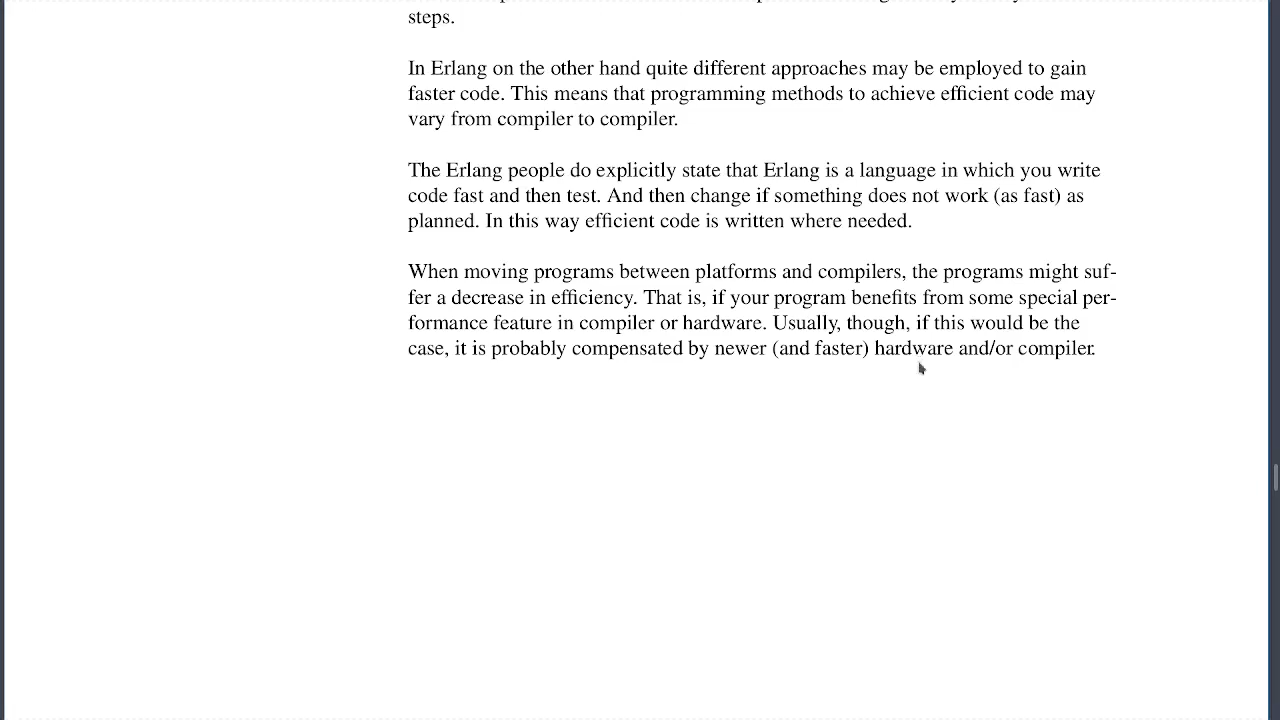 steps.
In Erlang on the other hand quite different approaches may be employed to gain
faster code. This means that programming methods to achieve efficient code may
vary from compiler to compiler.
The Erlang people do explicitly state that Erlang is a language in which you write
code fast and then test. And then change if something does not work (as fast) as
planned. In this way efficient code is written where needed.
When moving programs between platforms and compilers, the programs might suf-
fer a decrease in efficiency. That is, if your program benefits from some special per-
formance feature in compiler or hardware. Usually, though, if this would be the
case, it is probably compensated by newer (and faster) hardware and/or compiler.